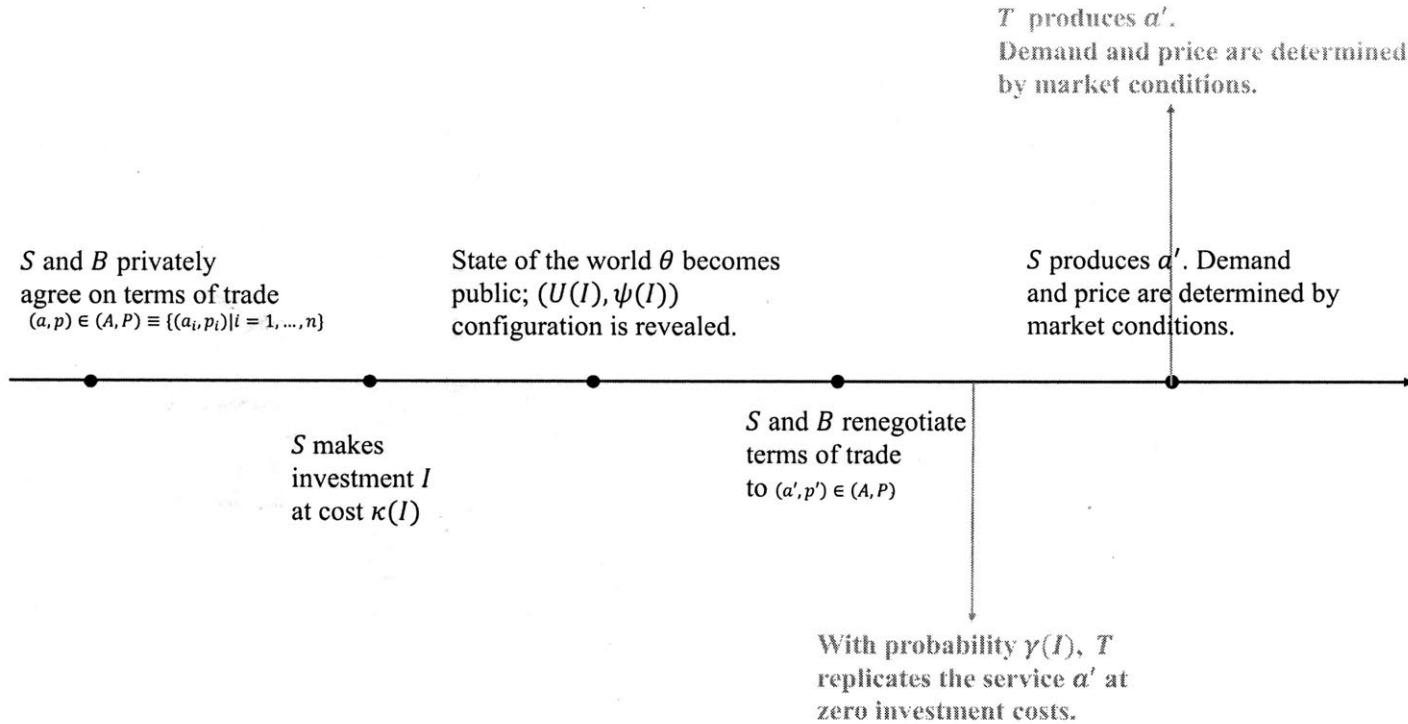 T produces a′.
Demand and price are determined
by market conditions.
S and B privately
agree on terms of trade
(a, p) ∈ (A, P) ≡ {(aᵢ, pᵢ)|i = 1, …, n}
State of the world θ becomes
public; (U(I), ψ(I))
configuration is revealed.
S produces a′. Demand
and price are determined by
market conditions.
S makes
investment I
at cost κ(I)
S and B renegotiate
terms of trade
to (a′, p′) ∈ (A, P)
With probability γ(I), T
replicates the service a′ at
zero investment costs.